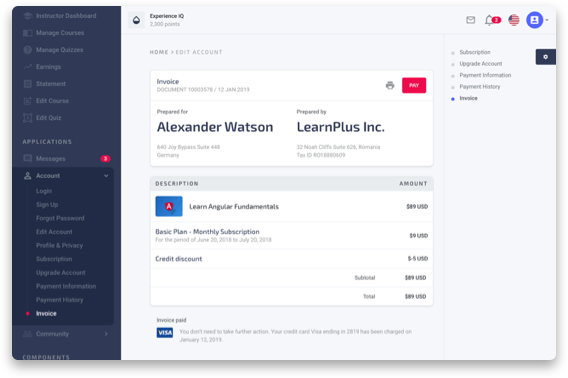 Instructor Dashboard
Manage Courses
Manage Quizzes
Earnings
Statement
Edit Course
Edit Quiz
APPLICATIONS
Messages 3
Account
Login
Sign Up
Forgot Password
Edit Account
Profile & Privacy
Subscription
Upgrade Account
Payment Information
Payment History
Invoice
Community
COMPONENTS
Experience IQ
2,300 points
3
HOME > EDIT ACCOUNT
Invoice
DOCUMENT 10003578 / 12 JAN 2019
PAY
Prepared for
Alexander Watson
640 Joy Bypass Suite 448
Germany
Prepared by
LearnPlus Inc.
32 Noah Cliffs Suite 626, Romania
Tax ID RO18880609
DESCRIPTION AMOUNT
Learn Angular Fundamentals $89 USD
Basic Plan - Monthly Subscription $9 USD
For the period of June 20, 2018 to July 20, 2018
Credit discount $-5 USD
Subtotal $89 USD
Total $89 USD
Invoice paid
VISA
You don't need to take further action. Your credit card Visa ending in 2819 has been charged on
January 12, 2019.
Subscription
Upgrade Account
Payment Information
Payment History
Invoice